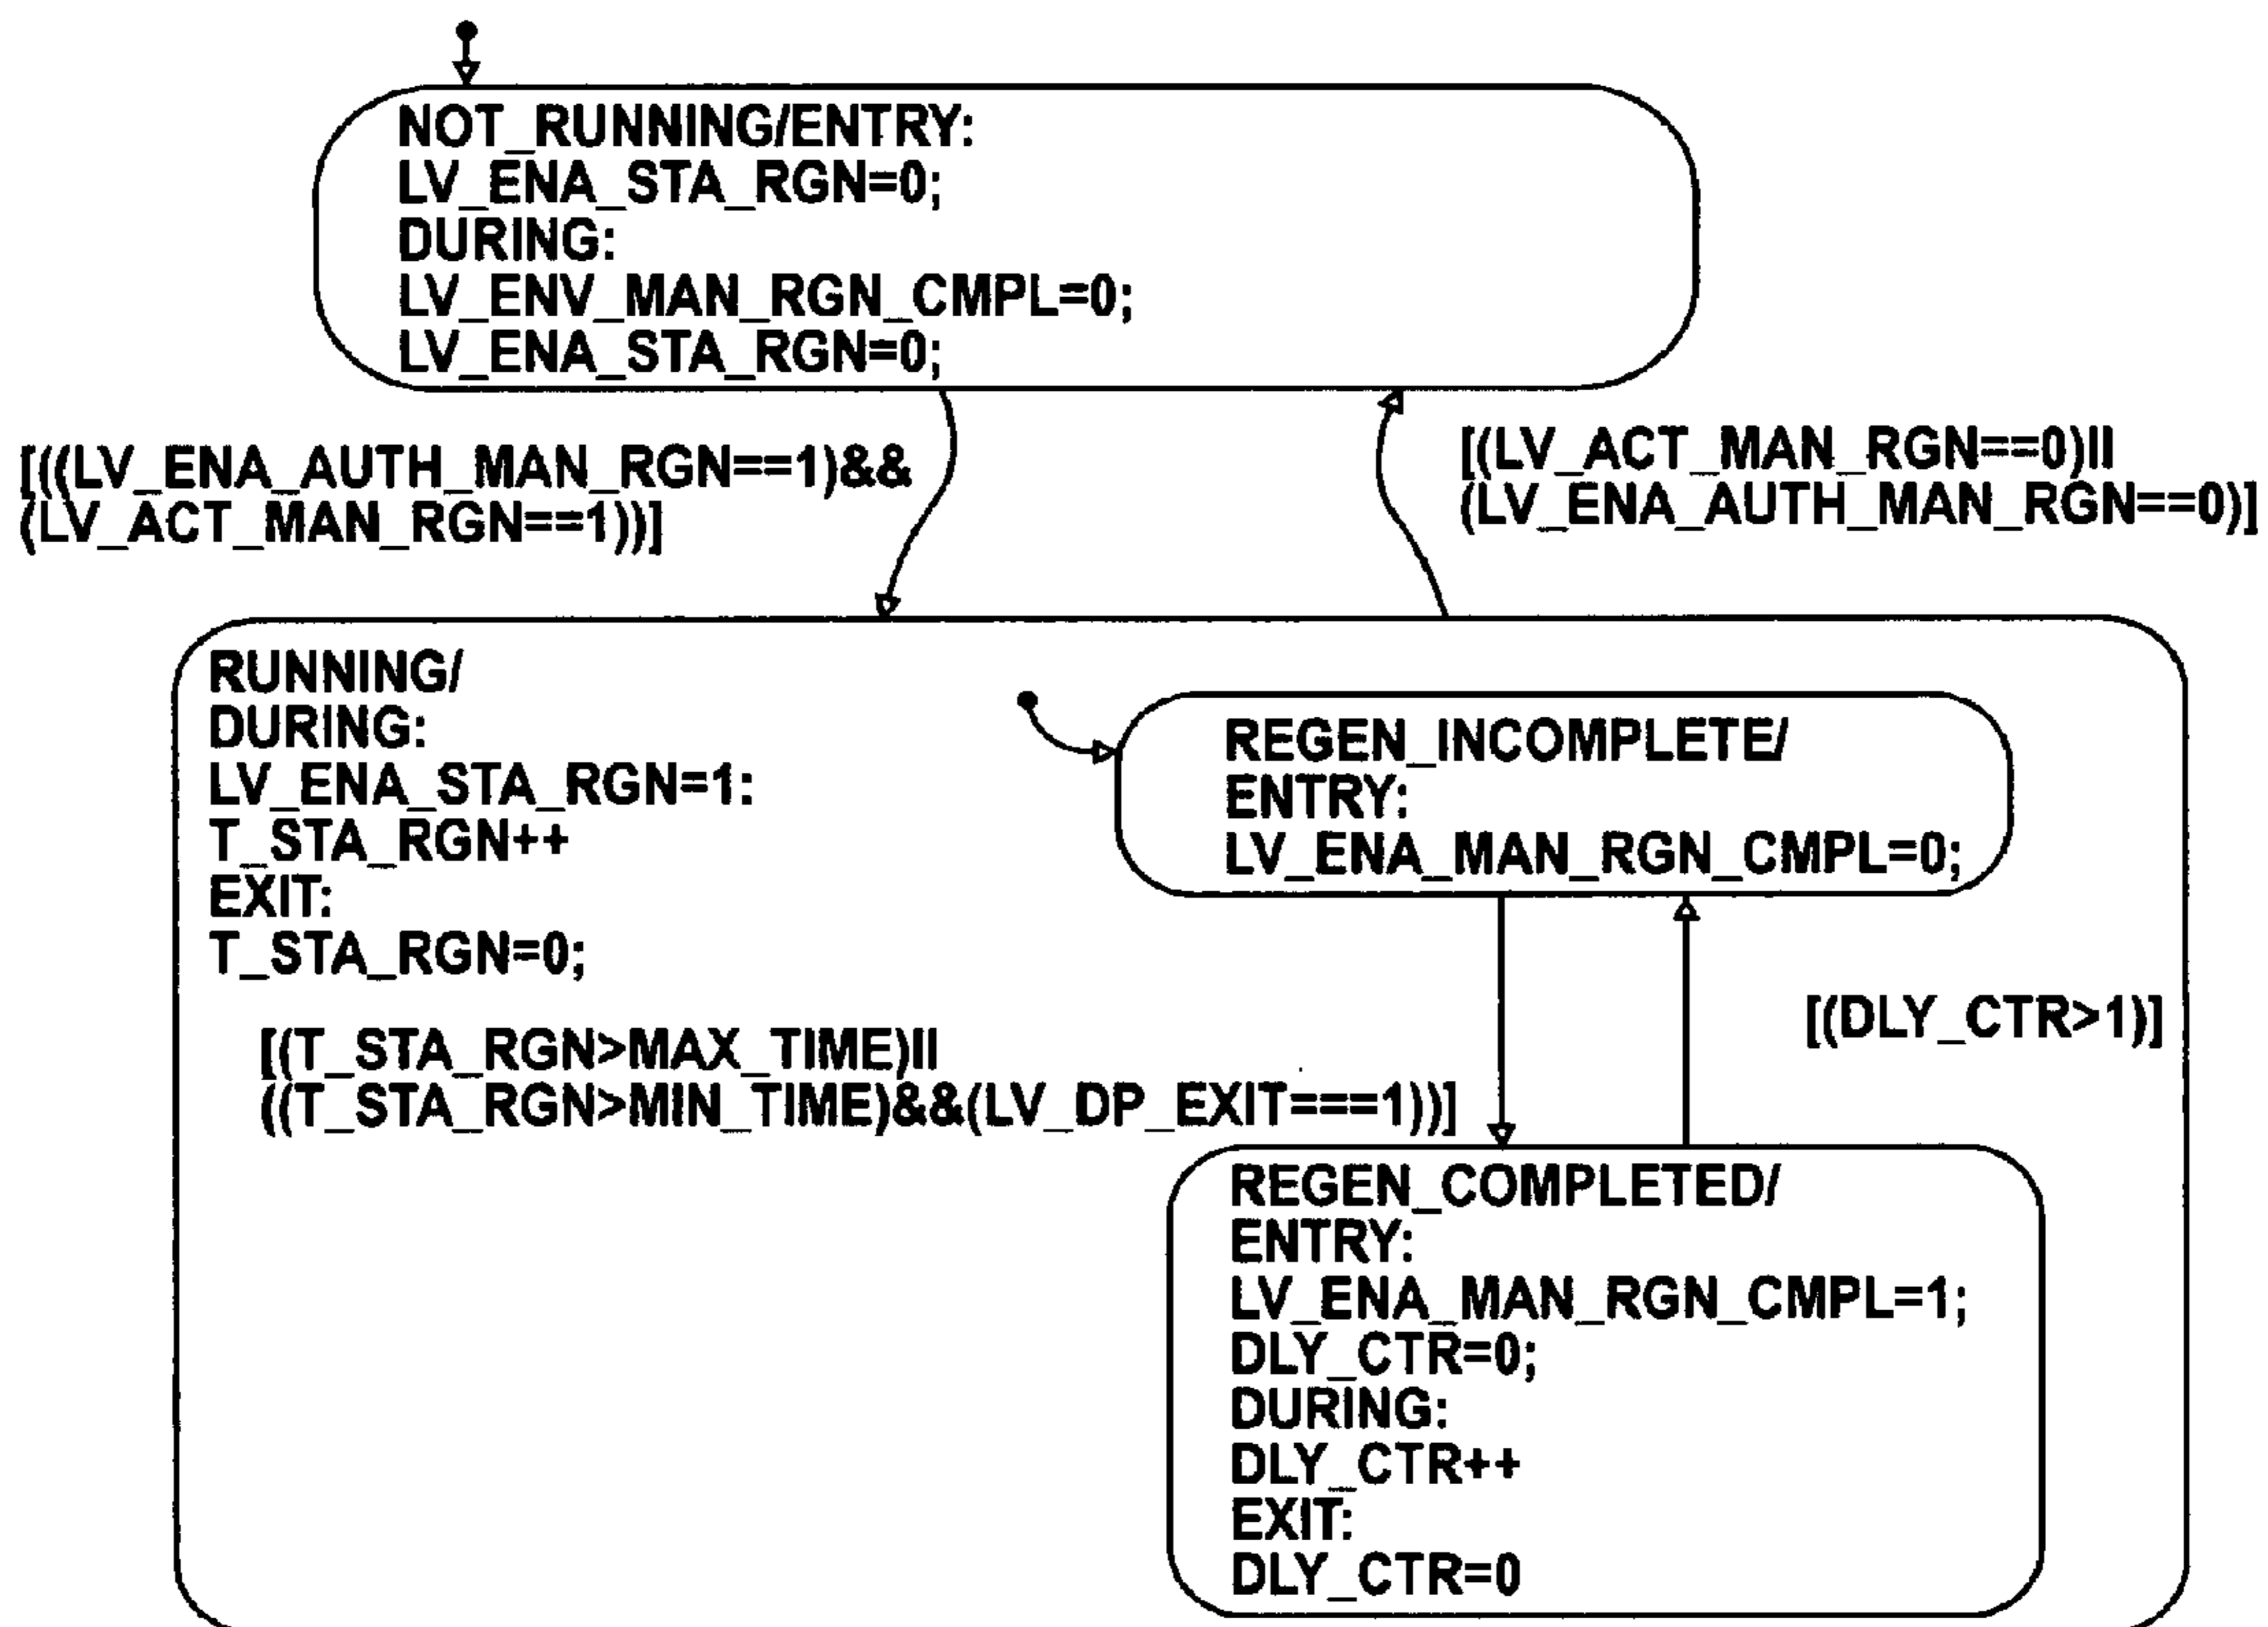 NOT_RUNNING/ENTRY:
LV_ENA_STA_RGN=0;
DURING:
LV_ENV_MAN_RGN_CMPL=0;
LV_ENA_STA_RGN=0;
[((LV_ENA_AUTH_MAN_RGN==1)&&
(LV_ACT_MAN_RGN==1))]
[(LV_ACT_MAN_RGN==0)II
(LV_ENA_AUTH_MAN_RGN==0)]
RUNNING/
DURING:
LV_ENA_STA_RGN=1:
T_STA_RGN++
EXIT:
T_STA_RGN=0;
REGEN_INCOMPLETE/
ENTRY:
LV_ENA_MAN_RGN_CMPL=0;
[(T_STA_RGN>MAX_TIME)II
((T_STA_RGN>MIN_TIME)&&(LV_DP_EXIT===1))]
[(DLY_CTR>1)]
REGEN_COMPLETED/
ENTRY:
LV_ENA_MAN_RGN_CMPL=1;
DLY_CTR=0;
DURING:
DLY_CTR++
EXIT:
DLY_CTR=0